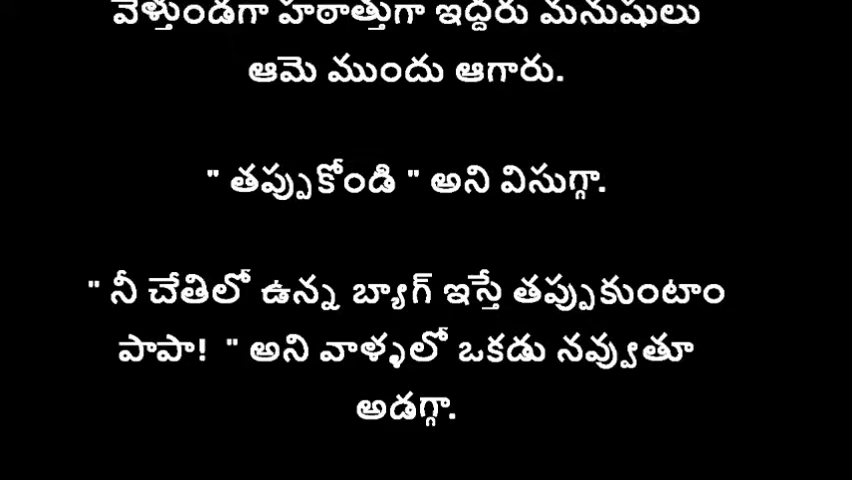 వెళ్తుండగా హఠాత్తుగా ఇద్దరు మనుషులు
ఆమె ముందు ఆగారు.
" తప్పుకోండి " అని విసుగ్గా.
" నీ చేతిలో ఉన్న బ్యాగ్ ఇస్తే తప్పుకుంటాం
పాపా! " అని వాళ్ళలో ఒకడు నవ్వుతూ
అడగ్గా.